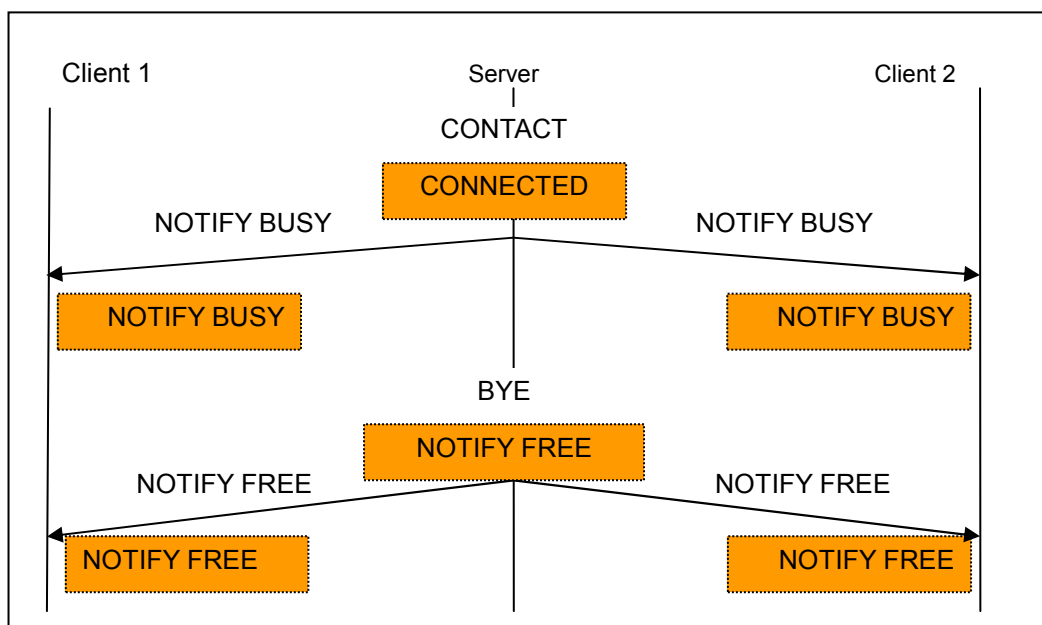 Client 1
Server
Client 2
CONTACT
CONNECTED
NOTIFY BUSY
NOTIFY BUSY
NOTIFY BUSY
NOTIFY BUSY
BYE
NOTIFY FREE
NOTIFY FREE
NOTIFY FREE
NOTIFY FREE
NOTIFY FREE